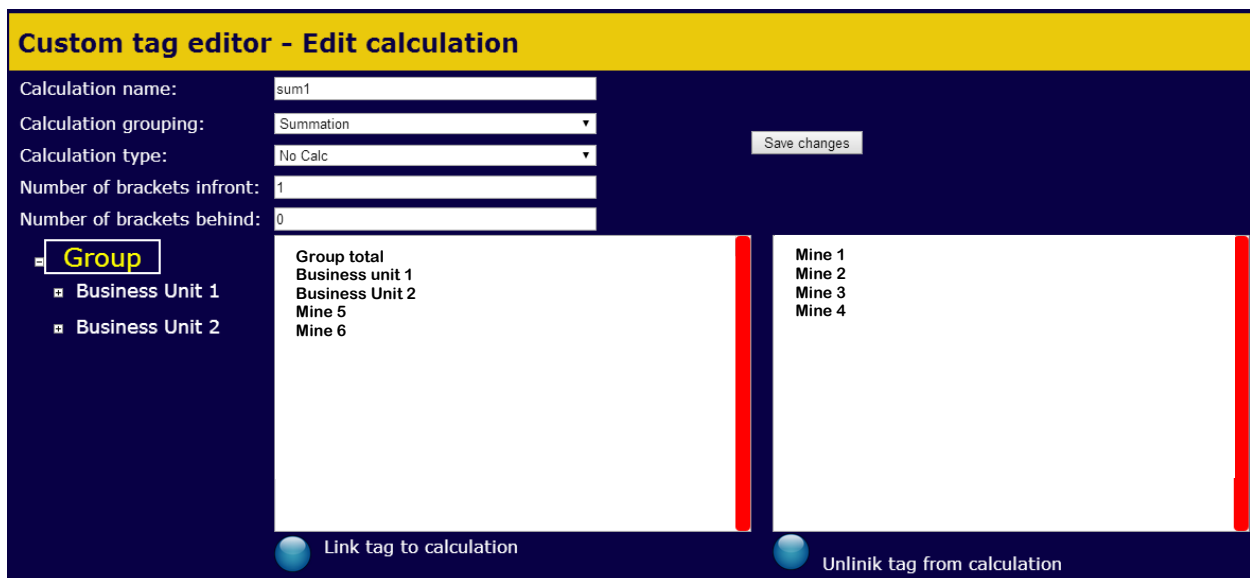 Custom tag editor - Edit calculation
Calculation name: sum1
Calculation grouping: Summation
Calculation type: No Calc
Save changes
Number of brackets infront: 1
Number of brackets behind: 0
Group
Business Unit 1
Business Unit 2
Group total
Business unit 1
Business Unit 2
Mine 5
Mine 6
Mine 1
Mine 2
Mine 3
Mine 4
Link tag to calculation
Unlinik tag from calculation